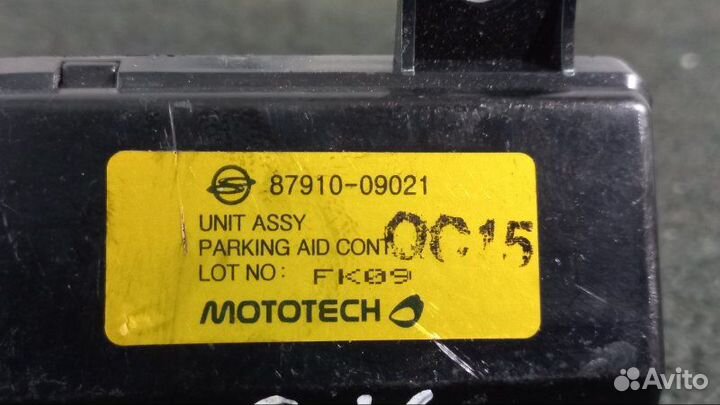 87910-09021
UNIT ASSY
PARKING AID CONT
QC15
LOT NO: FK09
MOTOTECH
Avito